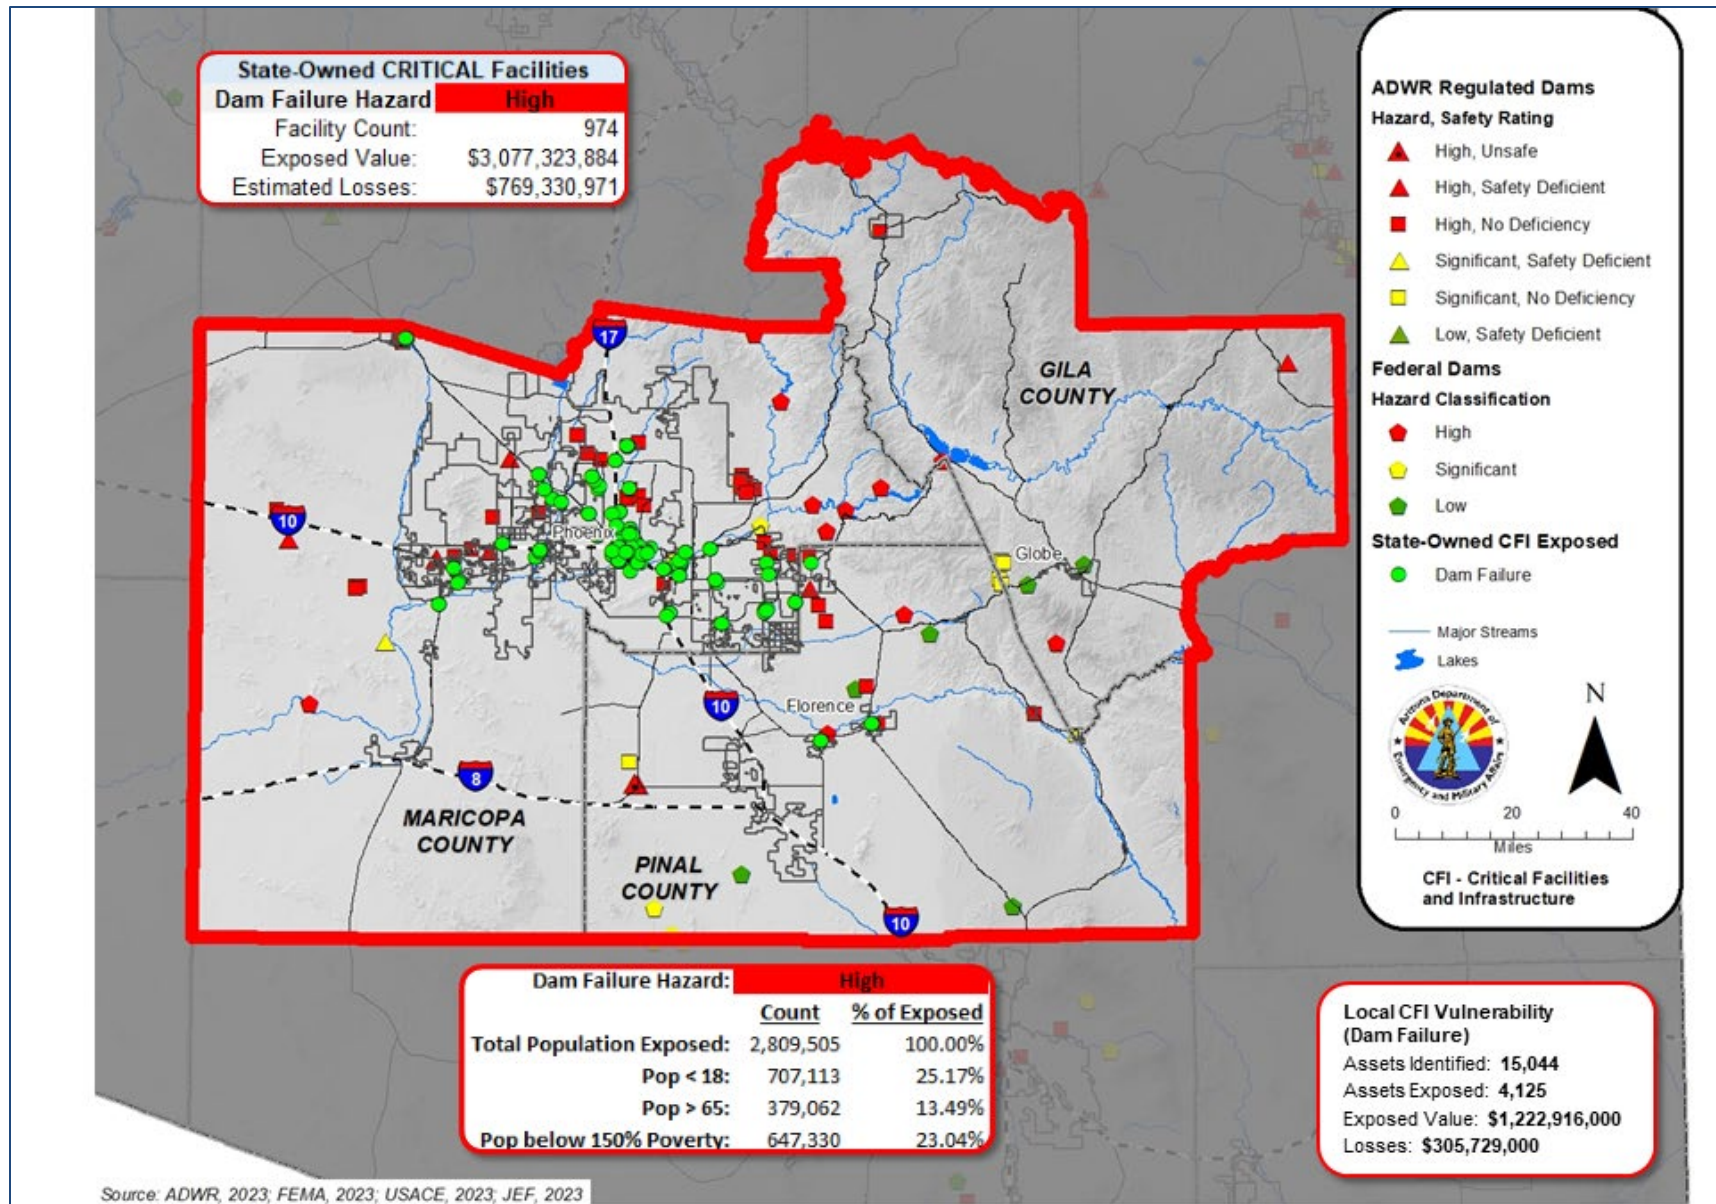 State-Owned CRITICAL Facilities
Dam Failure Hazard High
Facility Count: 974
Exposed Value: $3,077,323,884
Estimated Losses: $769,330,971
17
GILA
COUNTY
10
Phoenix
Globe
Florence
10
8
MARICOPA
COUNTY
PINAL
COUNTY
10
ADWR Regulated Dams
Hazard, Safety Rating
High, Unsafe
High, Safety Deficient
High, No Deficiency
Significant, Safety Deficient
Significant, No Deficiency
Low, Safety Deficient
Federal Dams
Hazard Classification
High
Significant
Low
State-Owned CFI Exposed
Dam Failure
Major Streams
Lakes
Arizona Department of
Emergency and Military Affairs
N
0 20 40
Miles
CFI - Critical Facilities
and Infrastructure
Dam Failure Hazard: High
Count % of Exposed
Total Population Exposed: 2,809,505 100.00%
Pop < 18: 707,113 25.17%
Pop > 65: 379,062 13.49%
Pop below 150% Poverty: 647,330 23.04%
Local CFI Vulnerability
(Dam Failure)
Assets Identified: 15,044
Assets Exposed: 4,125
Exposed Value: $1,222,916,000
Losses: $305,729,000
Source: ADWR, 2023; FEMA, 2023; USACE, 2023; JEF, 2023